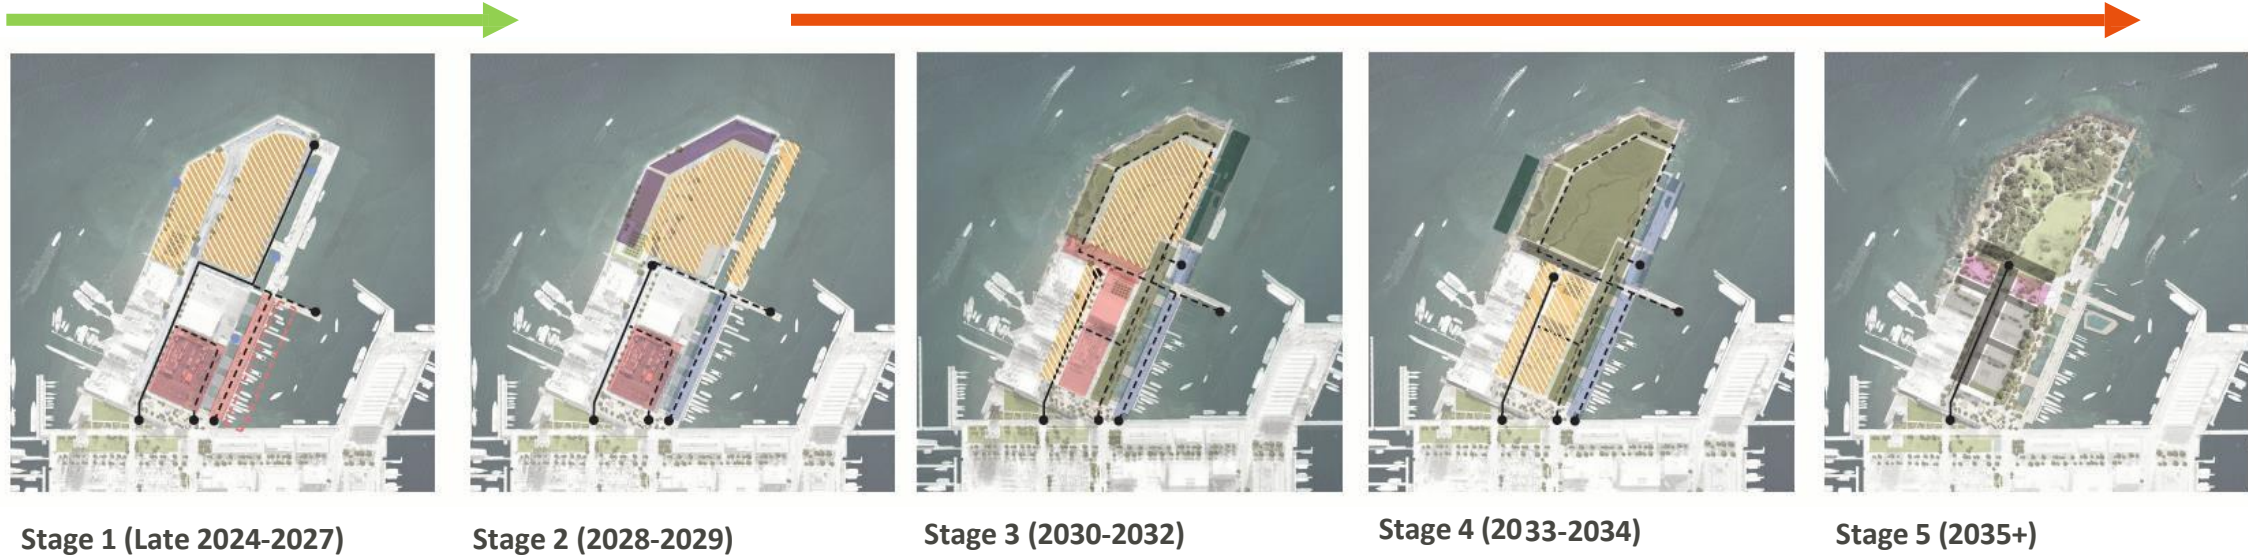 Stage 1 (Late 2024-2027)
Stage 2 (2028-2029)
Stage 3 (2030-2032)
Stage 4 (2033-2034)
Stage 5 (2035+)